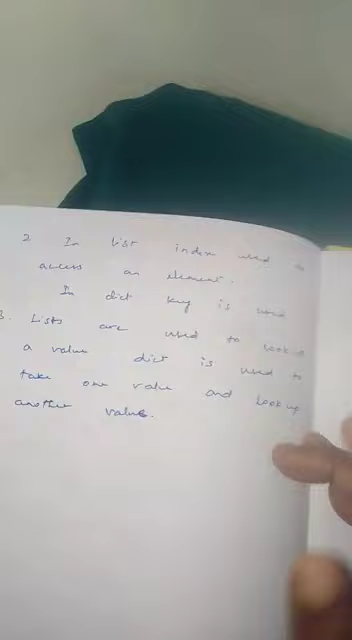 2 In list index used to
access an element.
In dict key is used
3. Lists are used to look up
a value dict is used to
take one value and look up
another value.